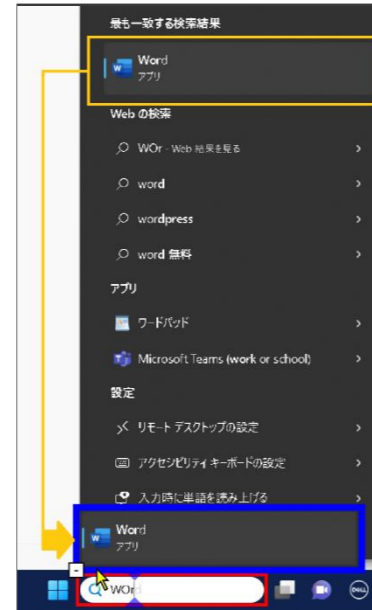 最も一致する検索結果
Word
アプリ
Web の検索
WOr - Web 結果を見る
word
wordpress
word 無料
アプリ
ワードパッド
Microsoft Teams (work or school)
設定
リモート デスクトップの設定
アクセシビリティ キーボードの設定
入力時に単語を読み上げる
Word
アプリ
WOrd
DELL